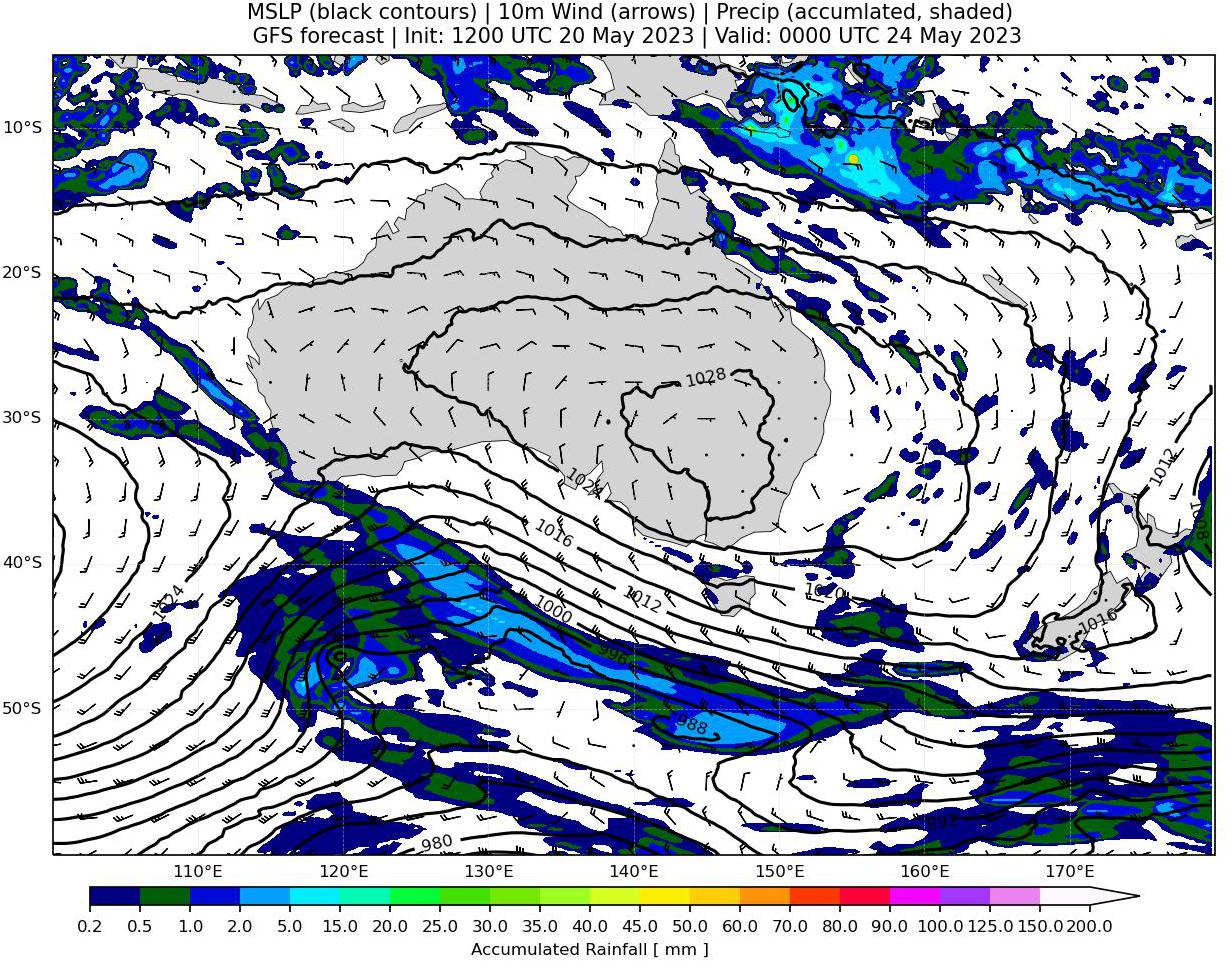 MSLP (black contours) | 10m Wind (arrows) | Precip (accumlated, shaded)
GFS forecast | Init: 1200 UTC 20 May 2023 | Valid: 0000 UTC 24 May 2023
10°S
20°S
1028
30°S
1012
1024
1008
1016
40°S
1024
1012
1020
1000
1016
996
50°S
988
992
980
110°E 120°E 130°E 140°E 150°E 160°E 170°E
0.2 0.5 1.0 2.0 5.0 15.0 20.0 25.0 30.0 35.0 40.0 45.0 50.0 60.0 70.0 80.0 90.0 100.0 125.0 150.0 200.0
Accumulated Rainfall [ mm ]